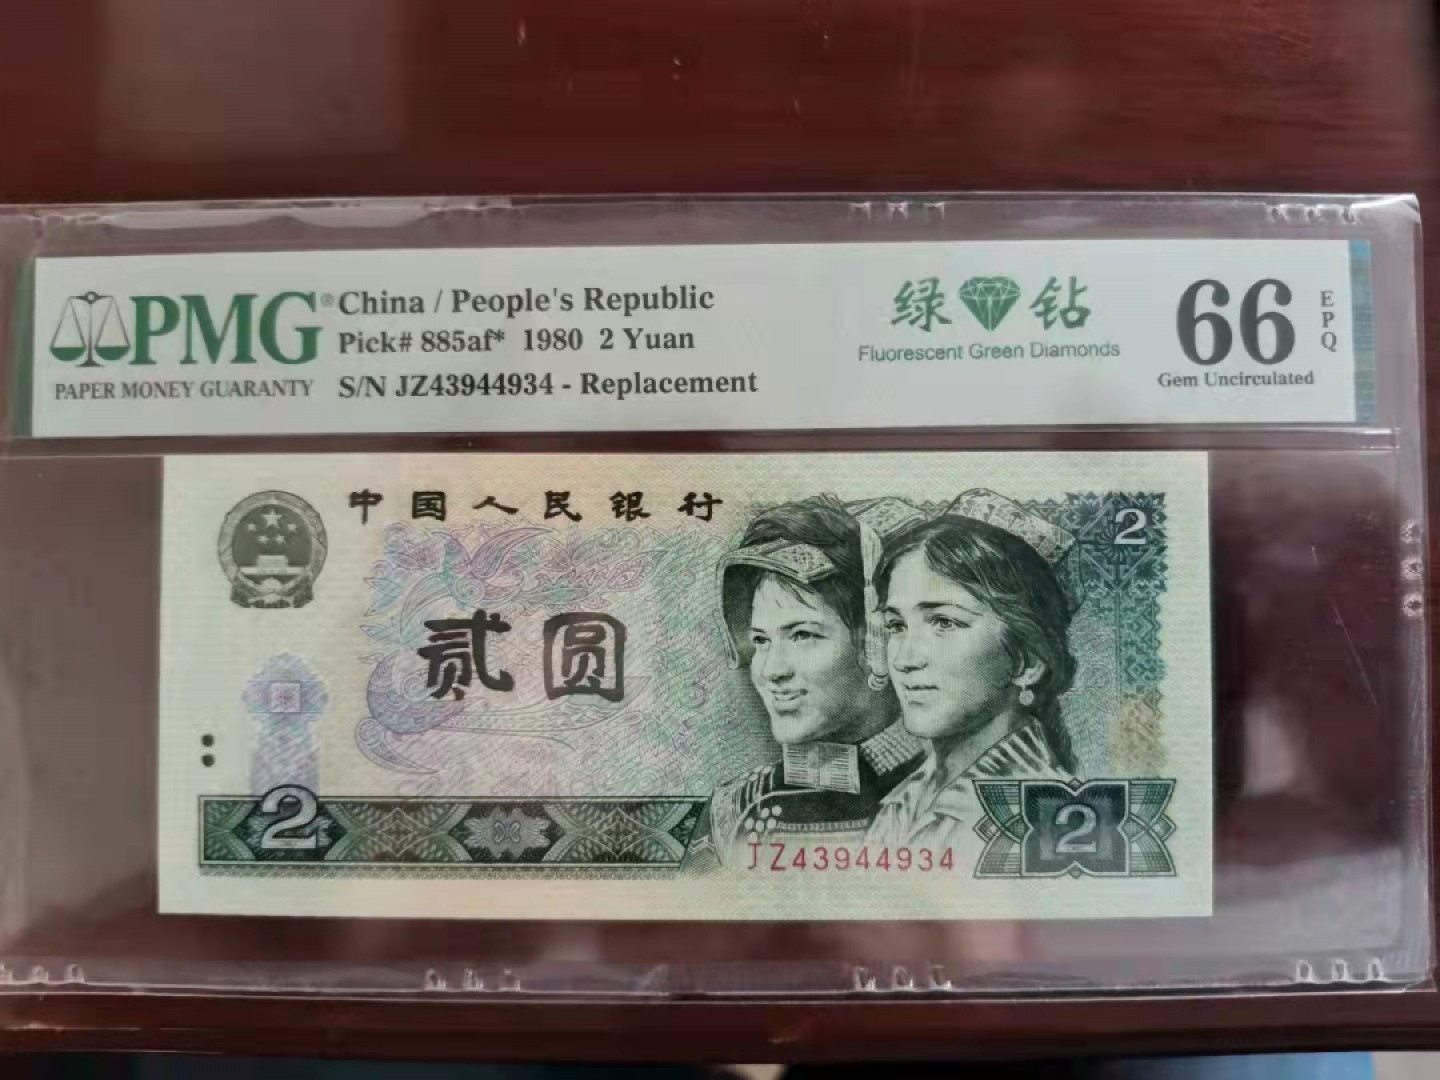 PMG®
PAPER MONEY GUARANTY
China / People's Republic
Pick# 885af* 1980 2 Yuan
S/N JZ43944934 - Replacement
绿钻
Fluorescent Green Diamonds
66
EPQ
Gem Uncirculated
中国人民银行
2
贰圆
2
2
JZ43944934